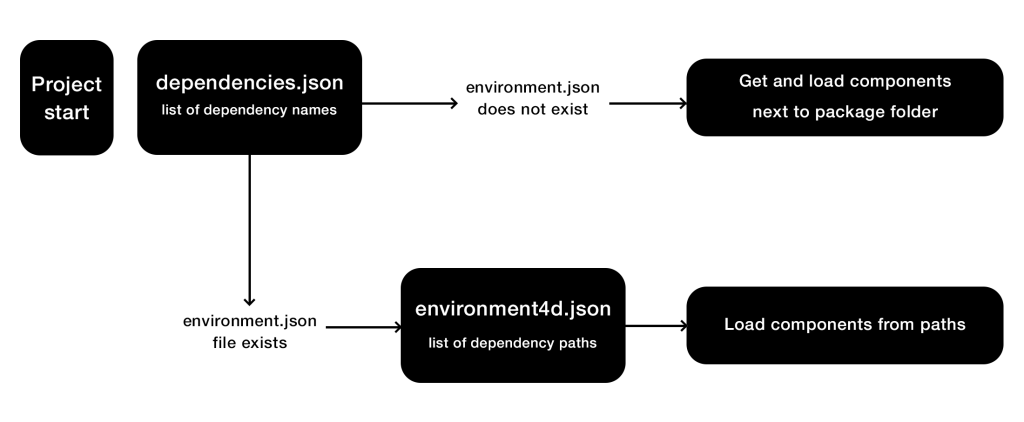 Project
start
dependencies.json
list of dependency names
environment.json
does not exist
Get and load components
next to package folder
environment.json
file exists
environment4d.json
list of dependency paths
Load components from paths